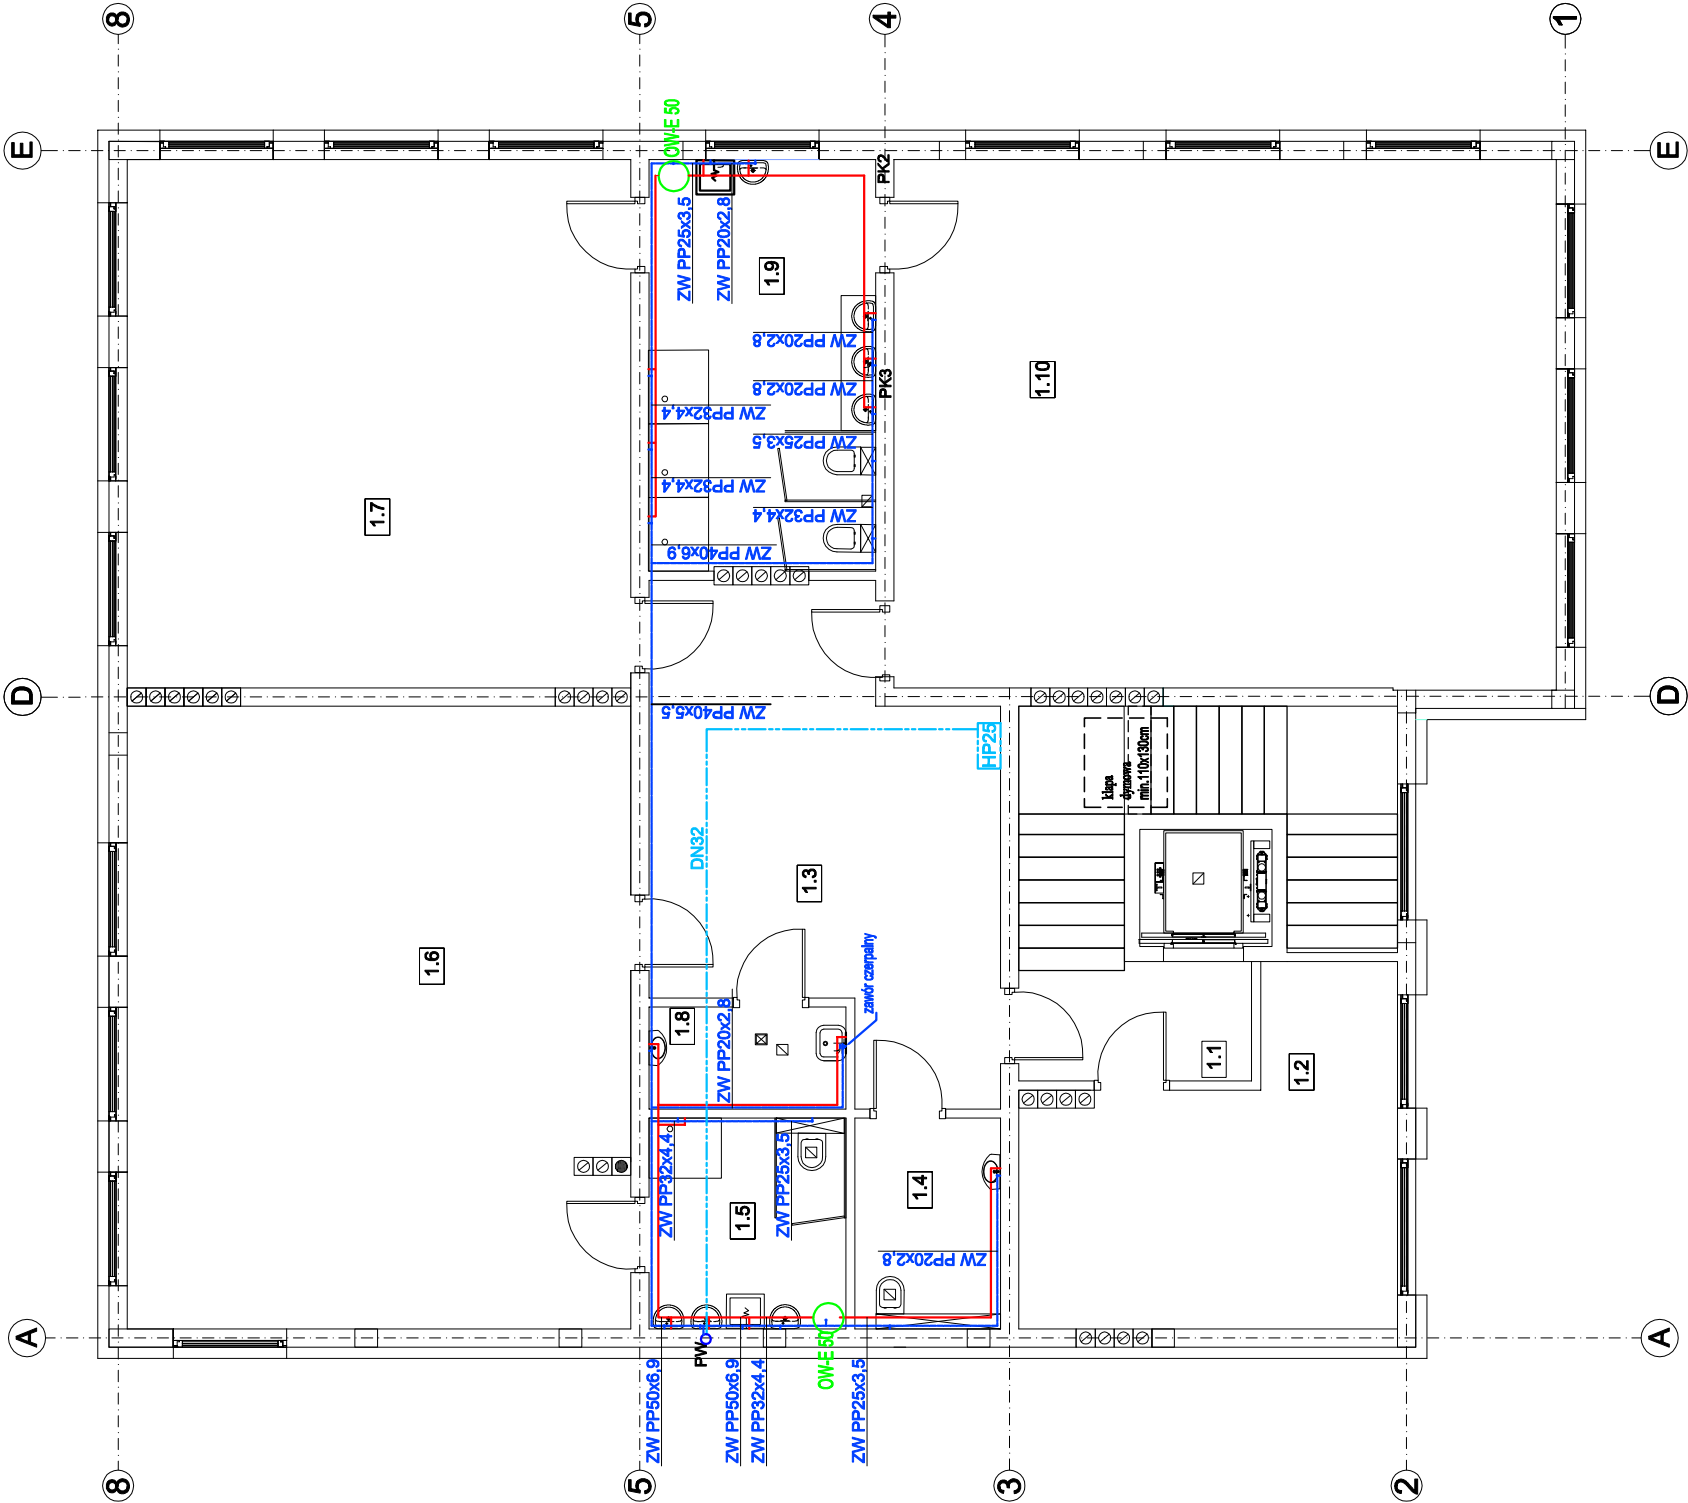 8
5
4
1
E
E
OW-E 50
PK2
ZW PP25x3,5
ZW PP20x2,8
1.9
ZW PP20x2,8
ZW PP20x2,8
PK3
1.10
ZW PP32x4,4
ZW PP25x3,5
1.7
ZW PP32x4,4
ZW PP32x4,4
ZW PP40x6,9
D
D
ZW PP40x5,5
HP25
klapa
dymowa
min.110x130cm
DN32
1.3
1.6
zawór czerpalny
1.8
ZW PP20x2,8
1.1
1.2
ZW PP32x4,4
ZW PP25x3,5
1.4
1.5
ZW PP20x2,8
A
A
PW
OW-E 50
ZW PP50x6,9
ZW PP50x6,9
ZW PP32x4,4
ZW PP25x3,5
8
5
3
2